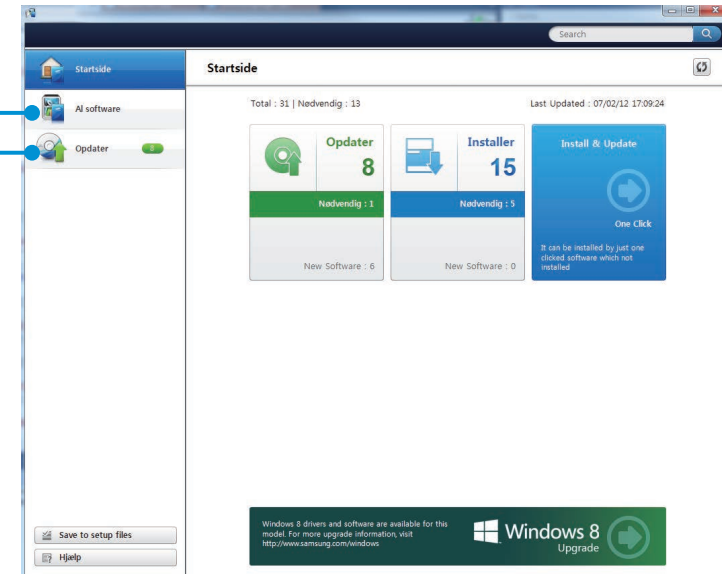 Search
Startside
Al software
Opdater
Startside
Total : 31 | Nødvendig : 13
Last Updated : 07/02/12 17:09:24
Opdater
8
Nødvendig : 1
New Software : 6
Installer
15
Nødvendig : 5
New Software : 0
Install & Update
One Click
It can be installed by just one
clicked software which not
installed
Windows 8 drivers and software are available for this
model. For more upgrade information, visit
http://www.samsung.com/windows
Windows 8
Upgrade
Save to setup files
Hjælp